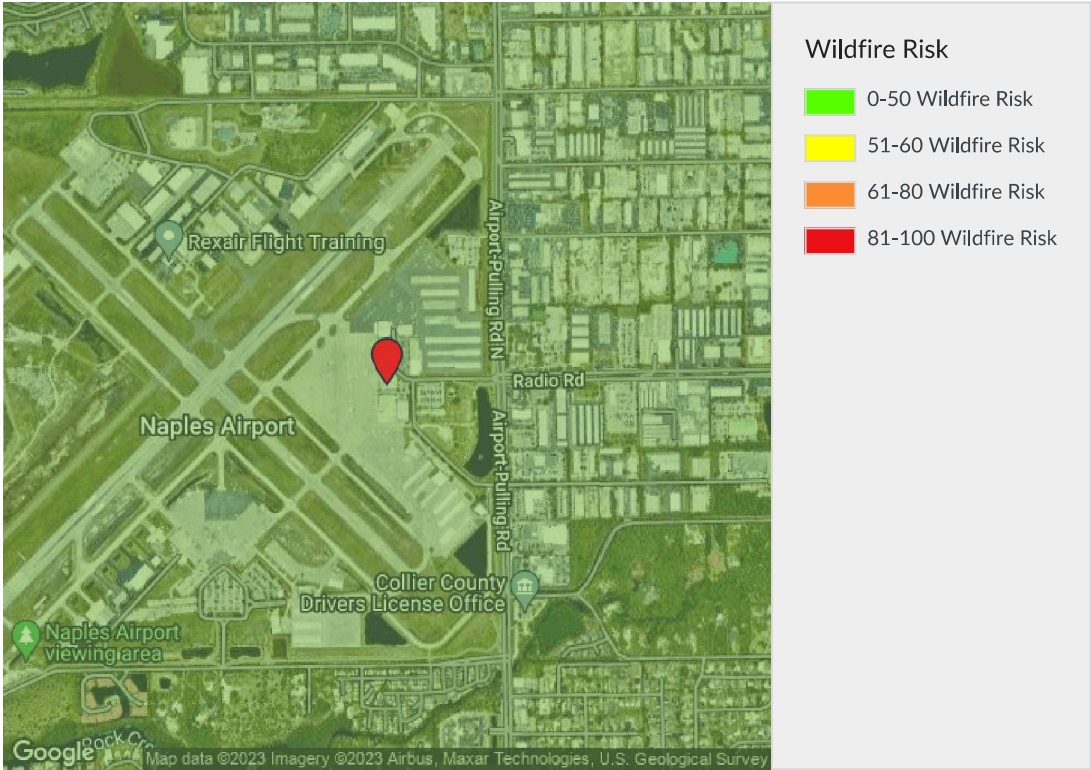 Rexair Flight Training
Airport-Pulling Rd N
Radio Rd
Naples Airport
Airport-Pulling Rd
Collier County
Drivers License Office
Naples Airport
viewing area
Rock Cre
Google
Map data ©2023 Imagery ©2023 Airbus, Maxar Technologies, U.S. Geological Survey
Wildfire Risk
0-50 Wildfire Risk
51-60 Wildfire Risk
61-80 Wildfire Risk
81-100 Wildfire Risk